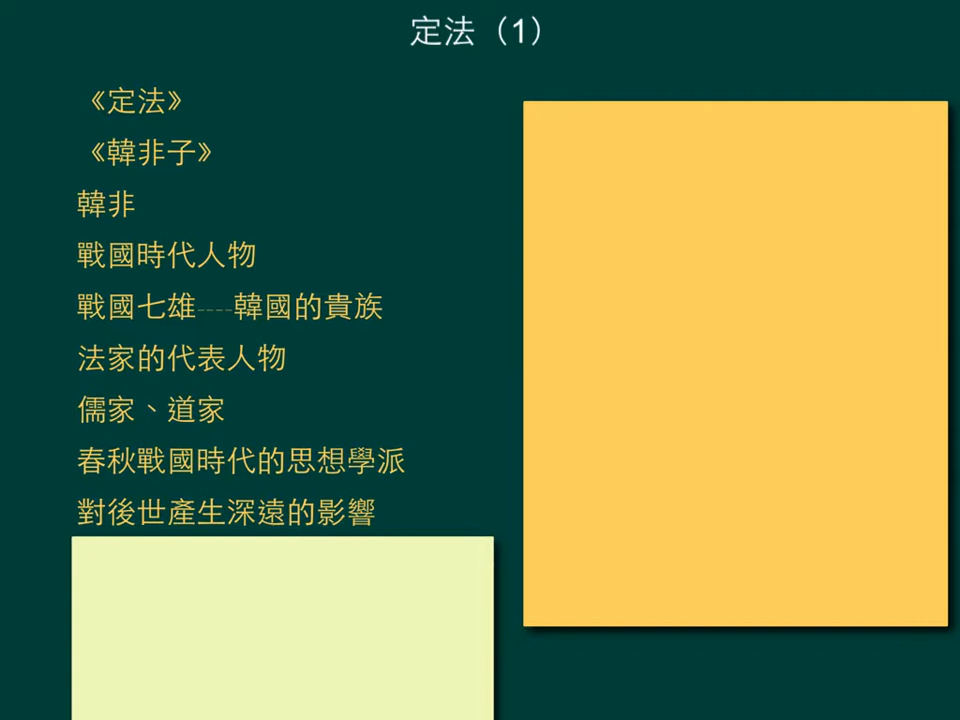 定法（1）
《定法》
《韓非子》
韓非
戰國時代人物
戰國七雄----韓國的貴族
法家的代表人物
儒家、道家
春秋戰國時代的思想學派
對後世產生深遠的影響